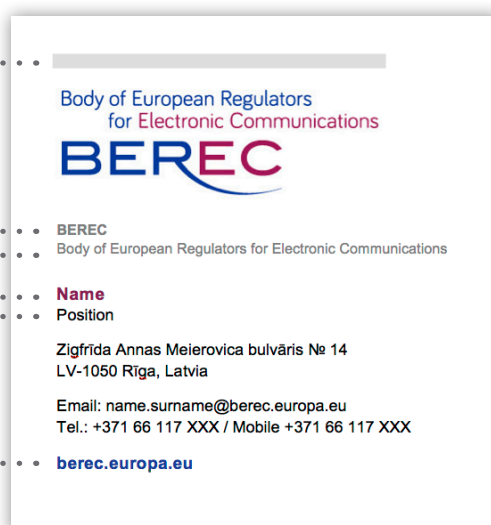 Body of European Regulators
for Electronic Communications
BEREC
BEREC
Body of European Regulators for Electronic Communications
Name
Position
Zigfrīda Annas Meierovica bulvāris № 14
LV-1050 Rīga, Latvia
Email: name.surname@berec.europa.eu
Tel.: +371 66 117 XXX / Mobile +371 66 117 XXX
berec.europa.eu